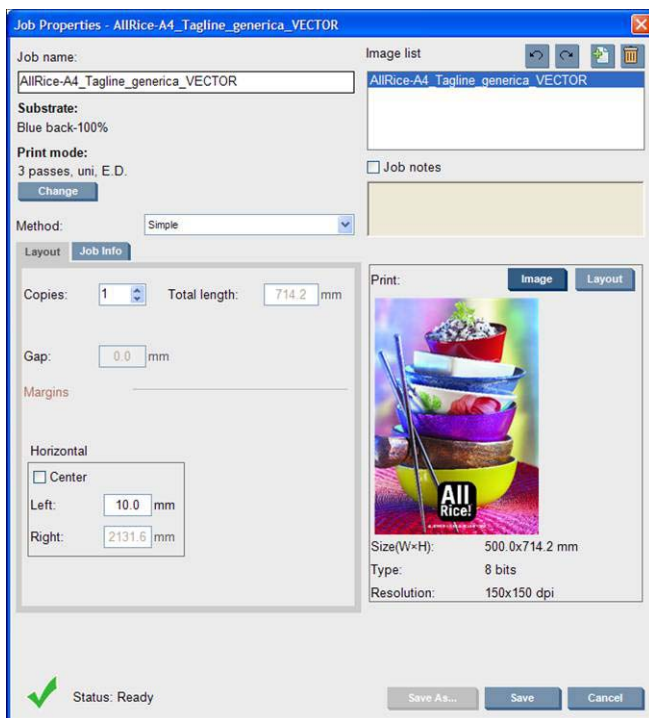 Job Properties - AllRice-A4_Tagline_generica_VECTOR
Job name:
AllRice-A4_Tagline_generica_VECTOR
Substrate:
Blue back-100%
Print mode:
3 passes, uni, E.D.
Change
Method:
Simple
Image list
AllRice-A4_Tagline_generica_VECTOR
Job notes
Layout
Job Info
Copies:
1
Total length:
714.2 mm
Gap:
0.0 mm
Margins
Horizontal
Center
Left:
10.0 mm
Right:
2131.6 mm
Print:
Image
Layout
All
Rice!
Size(W×H):
500.0x714.2 mm
Type:
8 bits
Resolution:
150x150 dpi
Status: Ready
Save As...
Save
Cancel